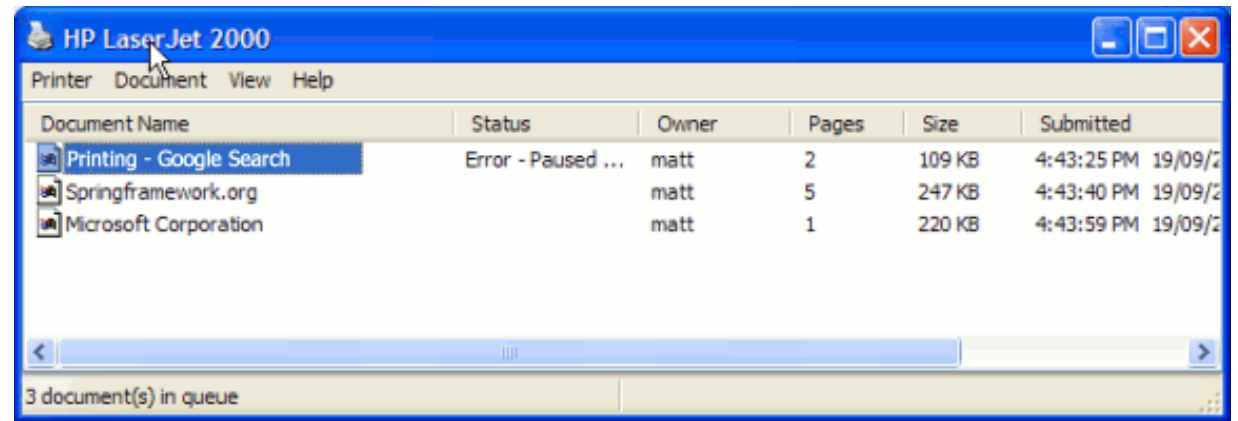 HP LaserJet 2000
Printer Document View Help
Document Name Status Owner Pages Size Submitted
Printing - Google Search Error - Paused ... matt 2 109 KB 4:43:25 PM 19/09/2
Springframework.org matt 5 247 KB 4:43:40 PM 19/09/2
Microsoft Corporation matt 1 220 KB 4:43:59 PM 19/09/2
3 document(s) in queue